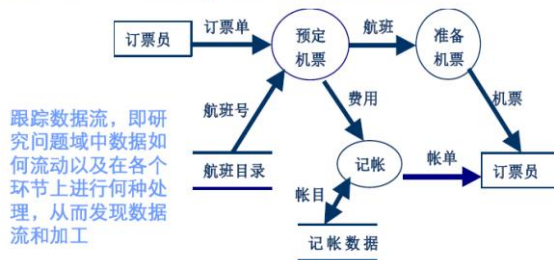 订票员
订票单
预定
机票
航班
准备
机票
航班号
费用
机票
跟踪数据流，即研
究问题域中数据如
何流动以及在各个
环节上进行何种处
理，从而发现数据
流和加工
航班目录
记帐
帐单
订票员
帐目
记帐数据